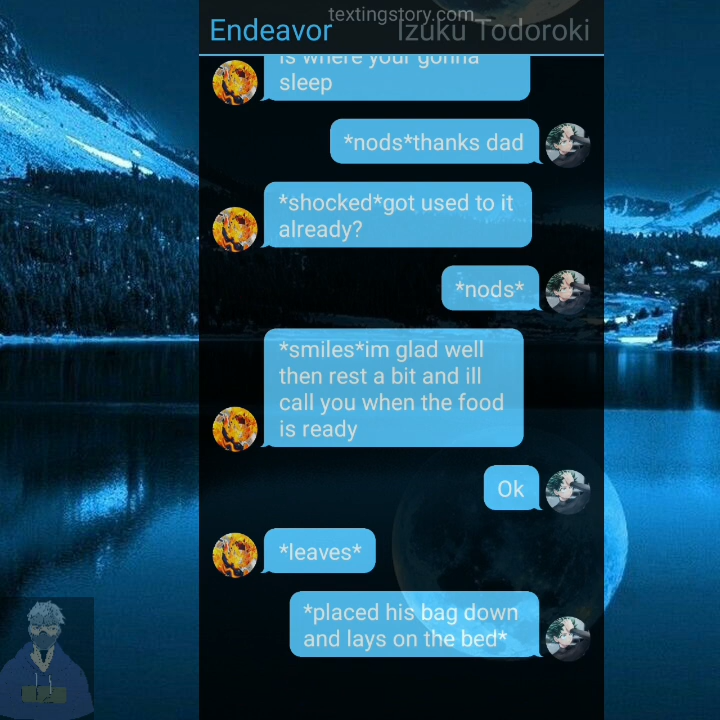 textingstory.com
Endeavor
Izuku Todoroki
is where your gonna
sleep
*nods*thanks dad
*shocked*got used to it
already?
*nods*
*smiles*im glad well
then rest a bit and ill
call you when the food
is ready
Ok
*leaves*
*placed his bag down
and lays on the bed*